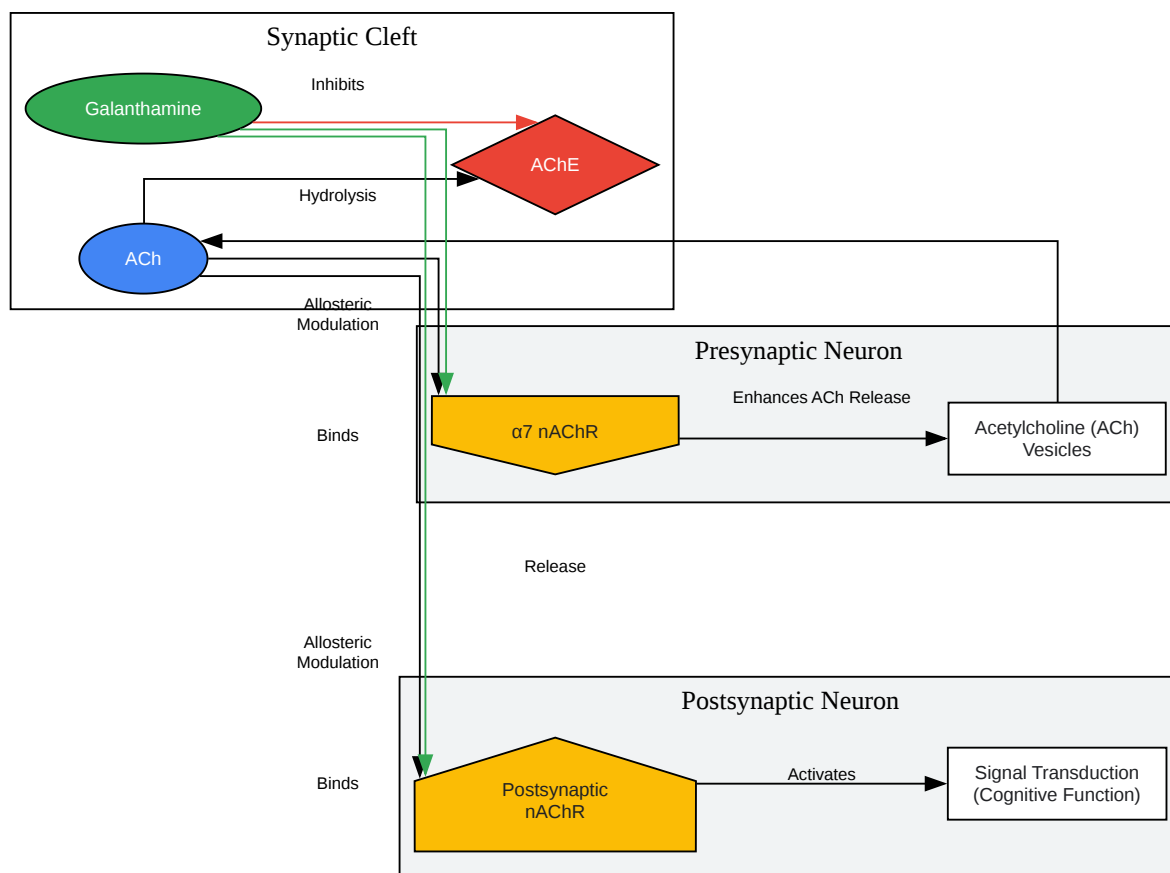 Synaptic Cleft
Inhibits
Galanthamine
AChE
Hydrolysis
ACh
Allosteric
Modulation
Presynaptic Neuron
Enhances ACh Release
α7 nAChR
Acetylcholine (ACh)
Vesicles
Binds
Release
Allosteric
Modulation
Postsynaptic Neuron
Activates
Signal Transduction
(Cognitive Function)
Binds
Postsynaptic
nAChR